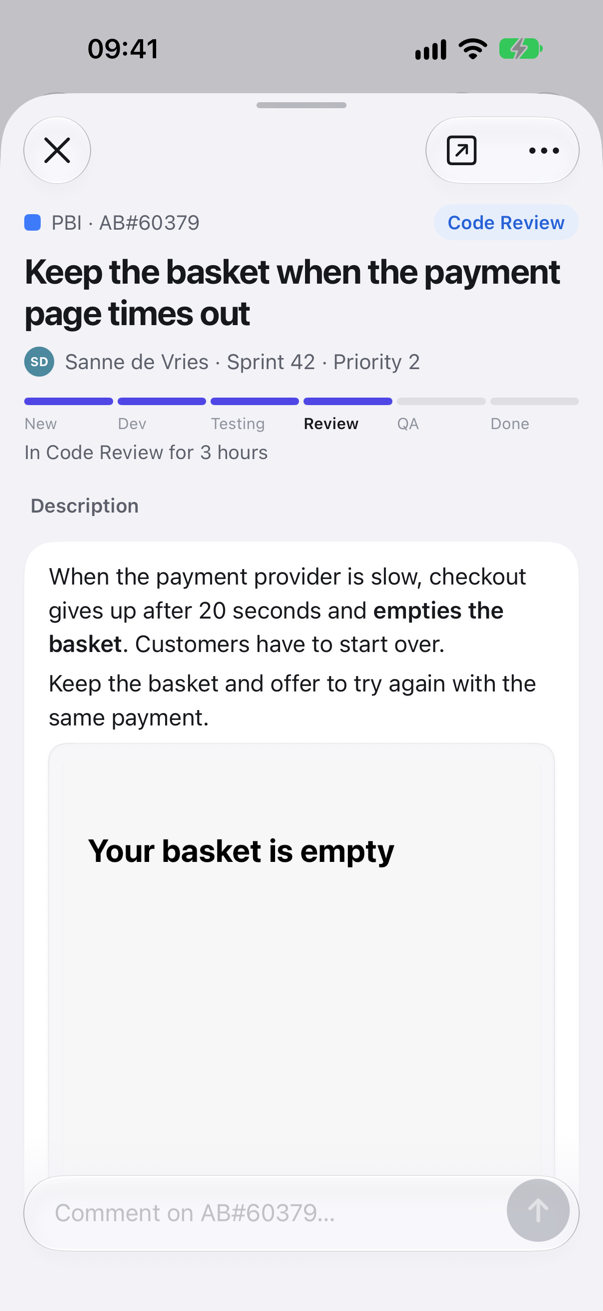 09:41
PBI · AB#60379
Code Review
Keep the basket when the payment
page times out
SD
Sanne de Vries · Sprint 42 · Priority 2
New
Dev
Testing
Review
QA
Done
In Code Review for 3 hours
Description
When the payment provider is slow, checkout
gives up after 20 seconds and empties the
basket. Customers have to start over.
Keep the basket and offer to try again with the
same payment.
Your basket is empty
Comment on AB#60379...